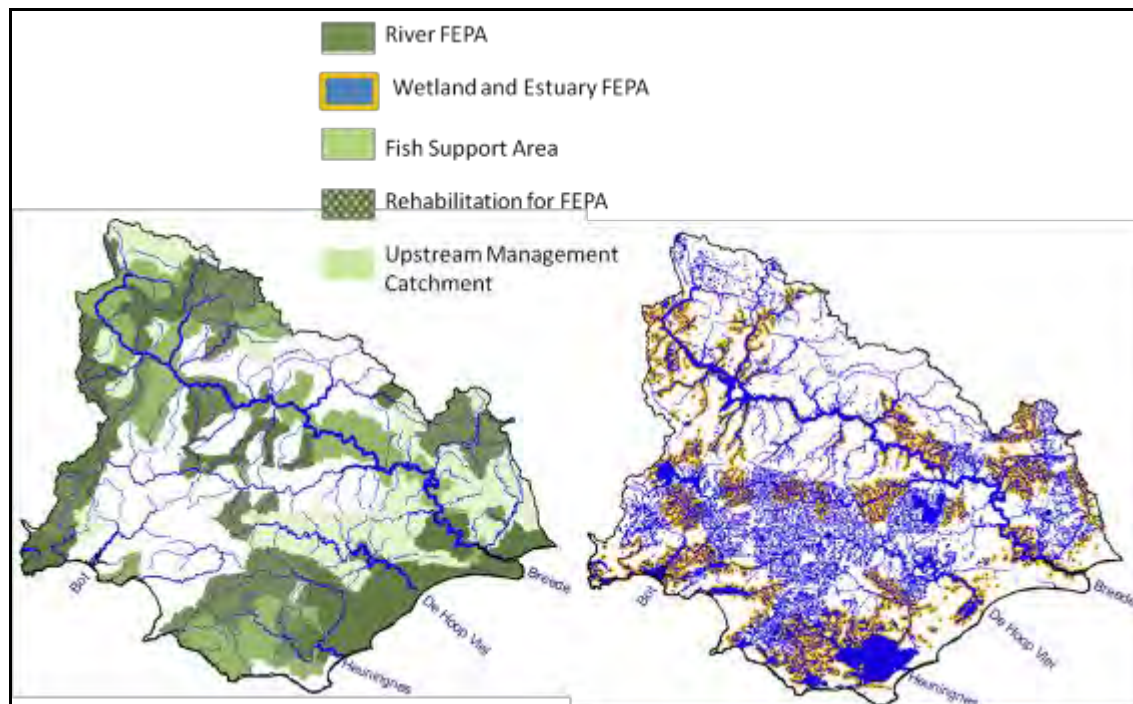 River FEPA
Wetland and Estuary FEPA
Fish Support Area
Rehabilitation for FEPA
Upstream Management
Catchment
Bot
Breede
De Hoop Vlei
Heuningnes
Bot
Breede
De Hoop Vlei
Heuningnes